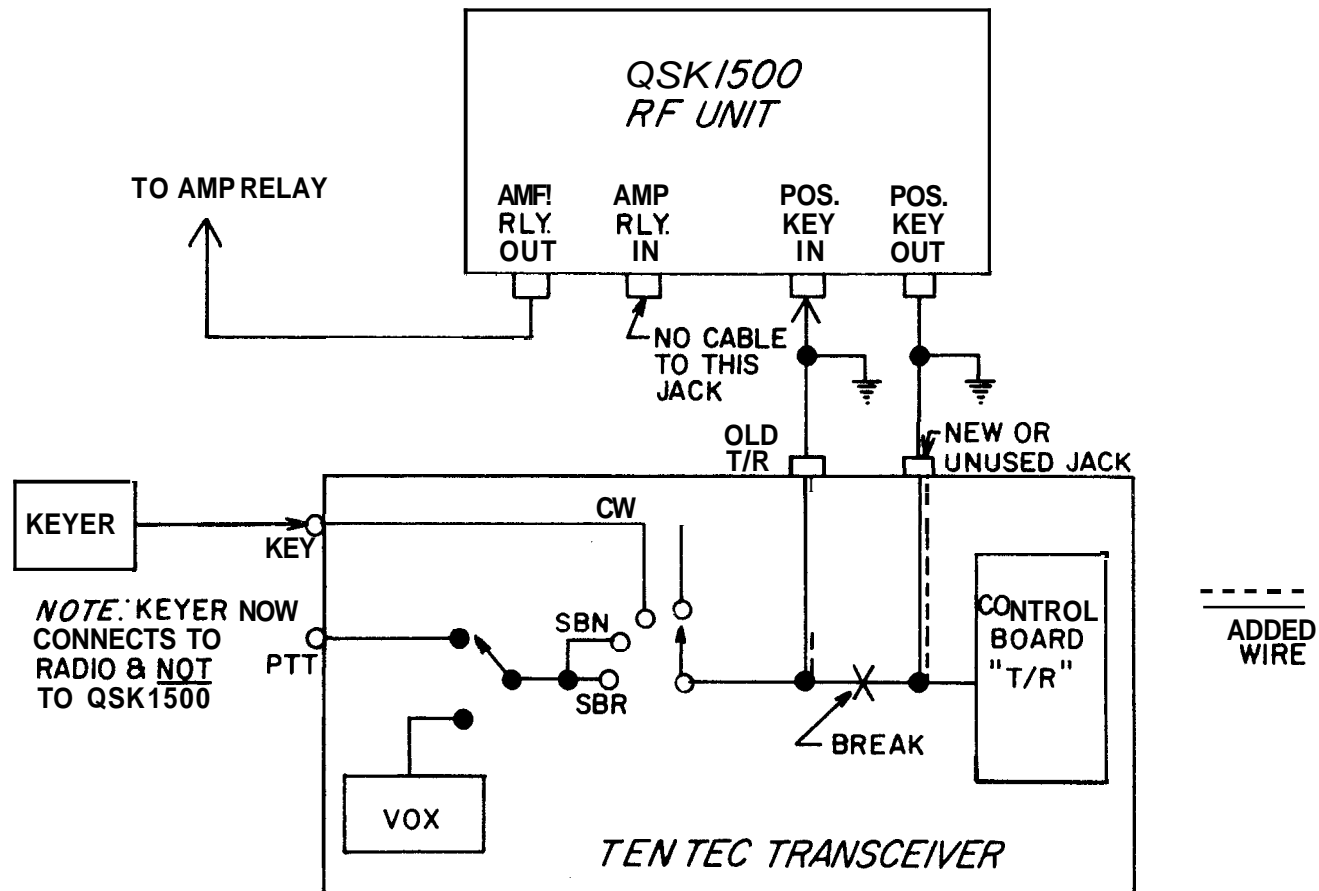 QSK1500
RF UNIT
TO AMP RELAY
AMF!
RLY.
OUT
AMP
RLY.
IN
POS.
KEY
IN
POS.
KEY
OUT
NO CABLE
TO THIS
JACK
OLD
T/R
NEW OR
UNUSED JACK
KEYER
KEY
CW
NOTE: KEYER NOW
CONNECTS TO
RADIO & NOT
TO QSK1500
PTT
SBN
SBR
BREAK
CONTROL
BOARD
"T/R"
ADDED
WIRE
VOX
TEN TEC TRANSCEIVER